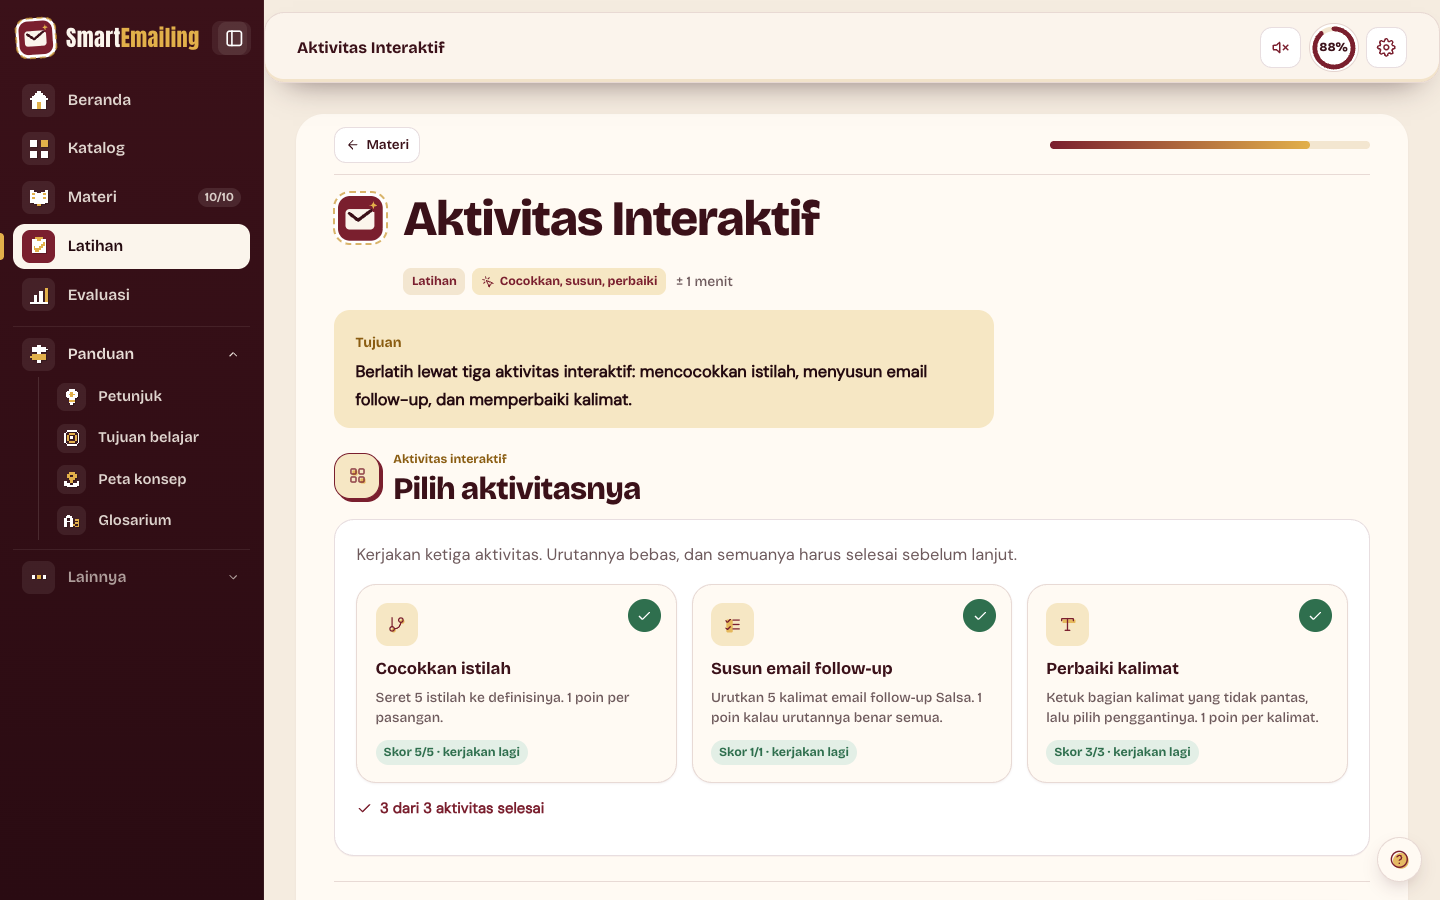 SmartEmailing
Beranda
Katalog
Materi
10/10
Latihan
Evaluasi
Panduan
Petunjuk
Tujuan belajar
Peta konsep
Glosarium
Lainnya
Aktivitas Interaktif
88%
Materi
Aktivitas Interaktif
Latihan
Cocokkan, susun, perbaiki
± 1 menit
Tujuan
Berlatih lewat tiga aktivitas interaktif: mencocokkan istilah, menyusun email
follow-up, dan memperbaiki kalimat.
Aktivitas interaktif
Pilih aktivitasnya
Kerjakan ketiga aktivitas. Urutannya bebas, dan semuanya harus selesai sebelum lanjut.
Cocokkan istilah
Seret 5 istilah ke definisinya. 1 poin per
pasangan.
Skor 5/5 · kerjakan lagi
Susun email follow-up
Urutkan 5 kalimat email follow-up Salsa. 1
poin kalau urutannya benar semua.
Skor 1/1 · kerjakan lagi
Perbaiki kalimat
Ketuk bagian kalimat yang tidak pantas,
lalu pilih penggantinya. 1 poin per kalimat.
Skor 3/3 · kerjakan lagi
3 dari 3 aktivitas selesai